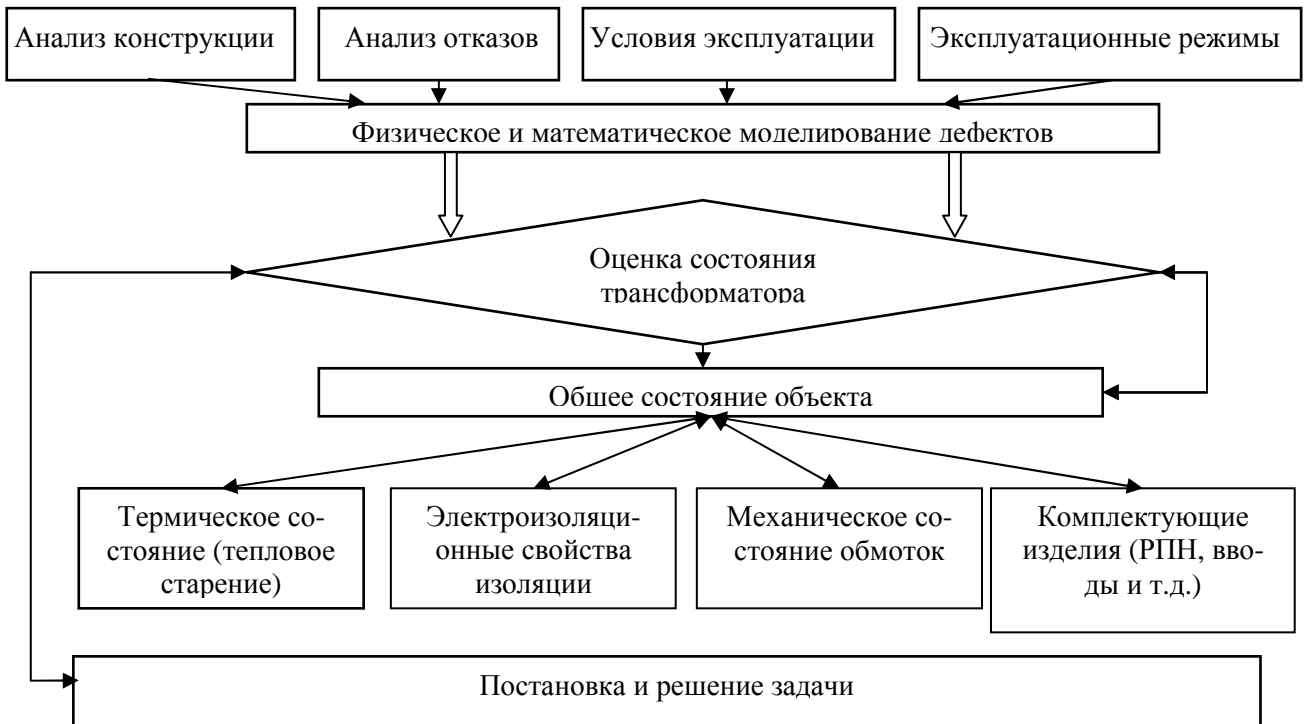 Анализ конструкции
Анализ отказов
Условия эксплуатации
Эксплуатационные режимы
Физическое и математическое моделирование дефектов
Оценка состояния
трансформатора
Общее состояние объекта
Термическое со-
стояние (тепловое
старение)
Электроизоляци-
онные свойства
изоляции
Механическое со-
стояние обмоток
Комплектующие
изделия (РПН, вво-
ды и т.д.)
Постановка и решение задачи